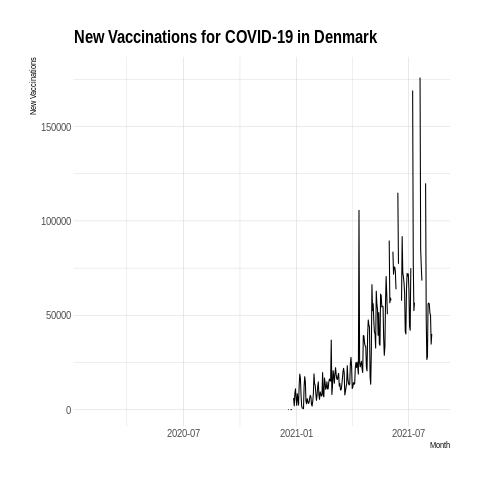 New Vaccinations for COVID-19 in Denmark
New Vaccinations
150000
100000
50000
0
2020-07
2021-01
2021-07
Month